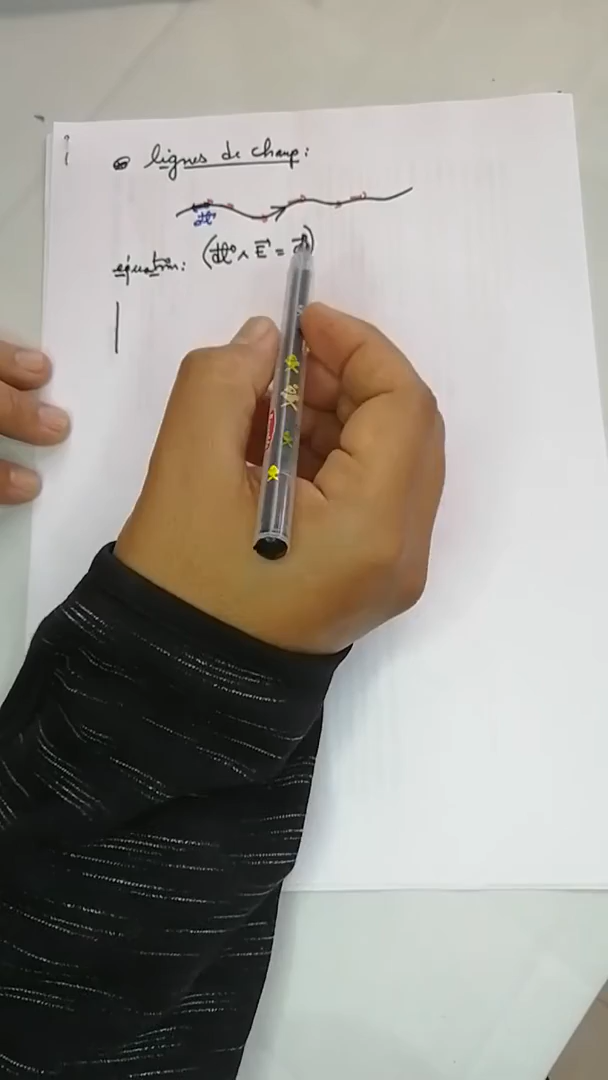 lignes de champ:
dl
équation: (dl ∧ E = 0)